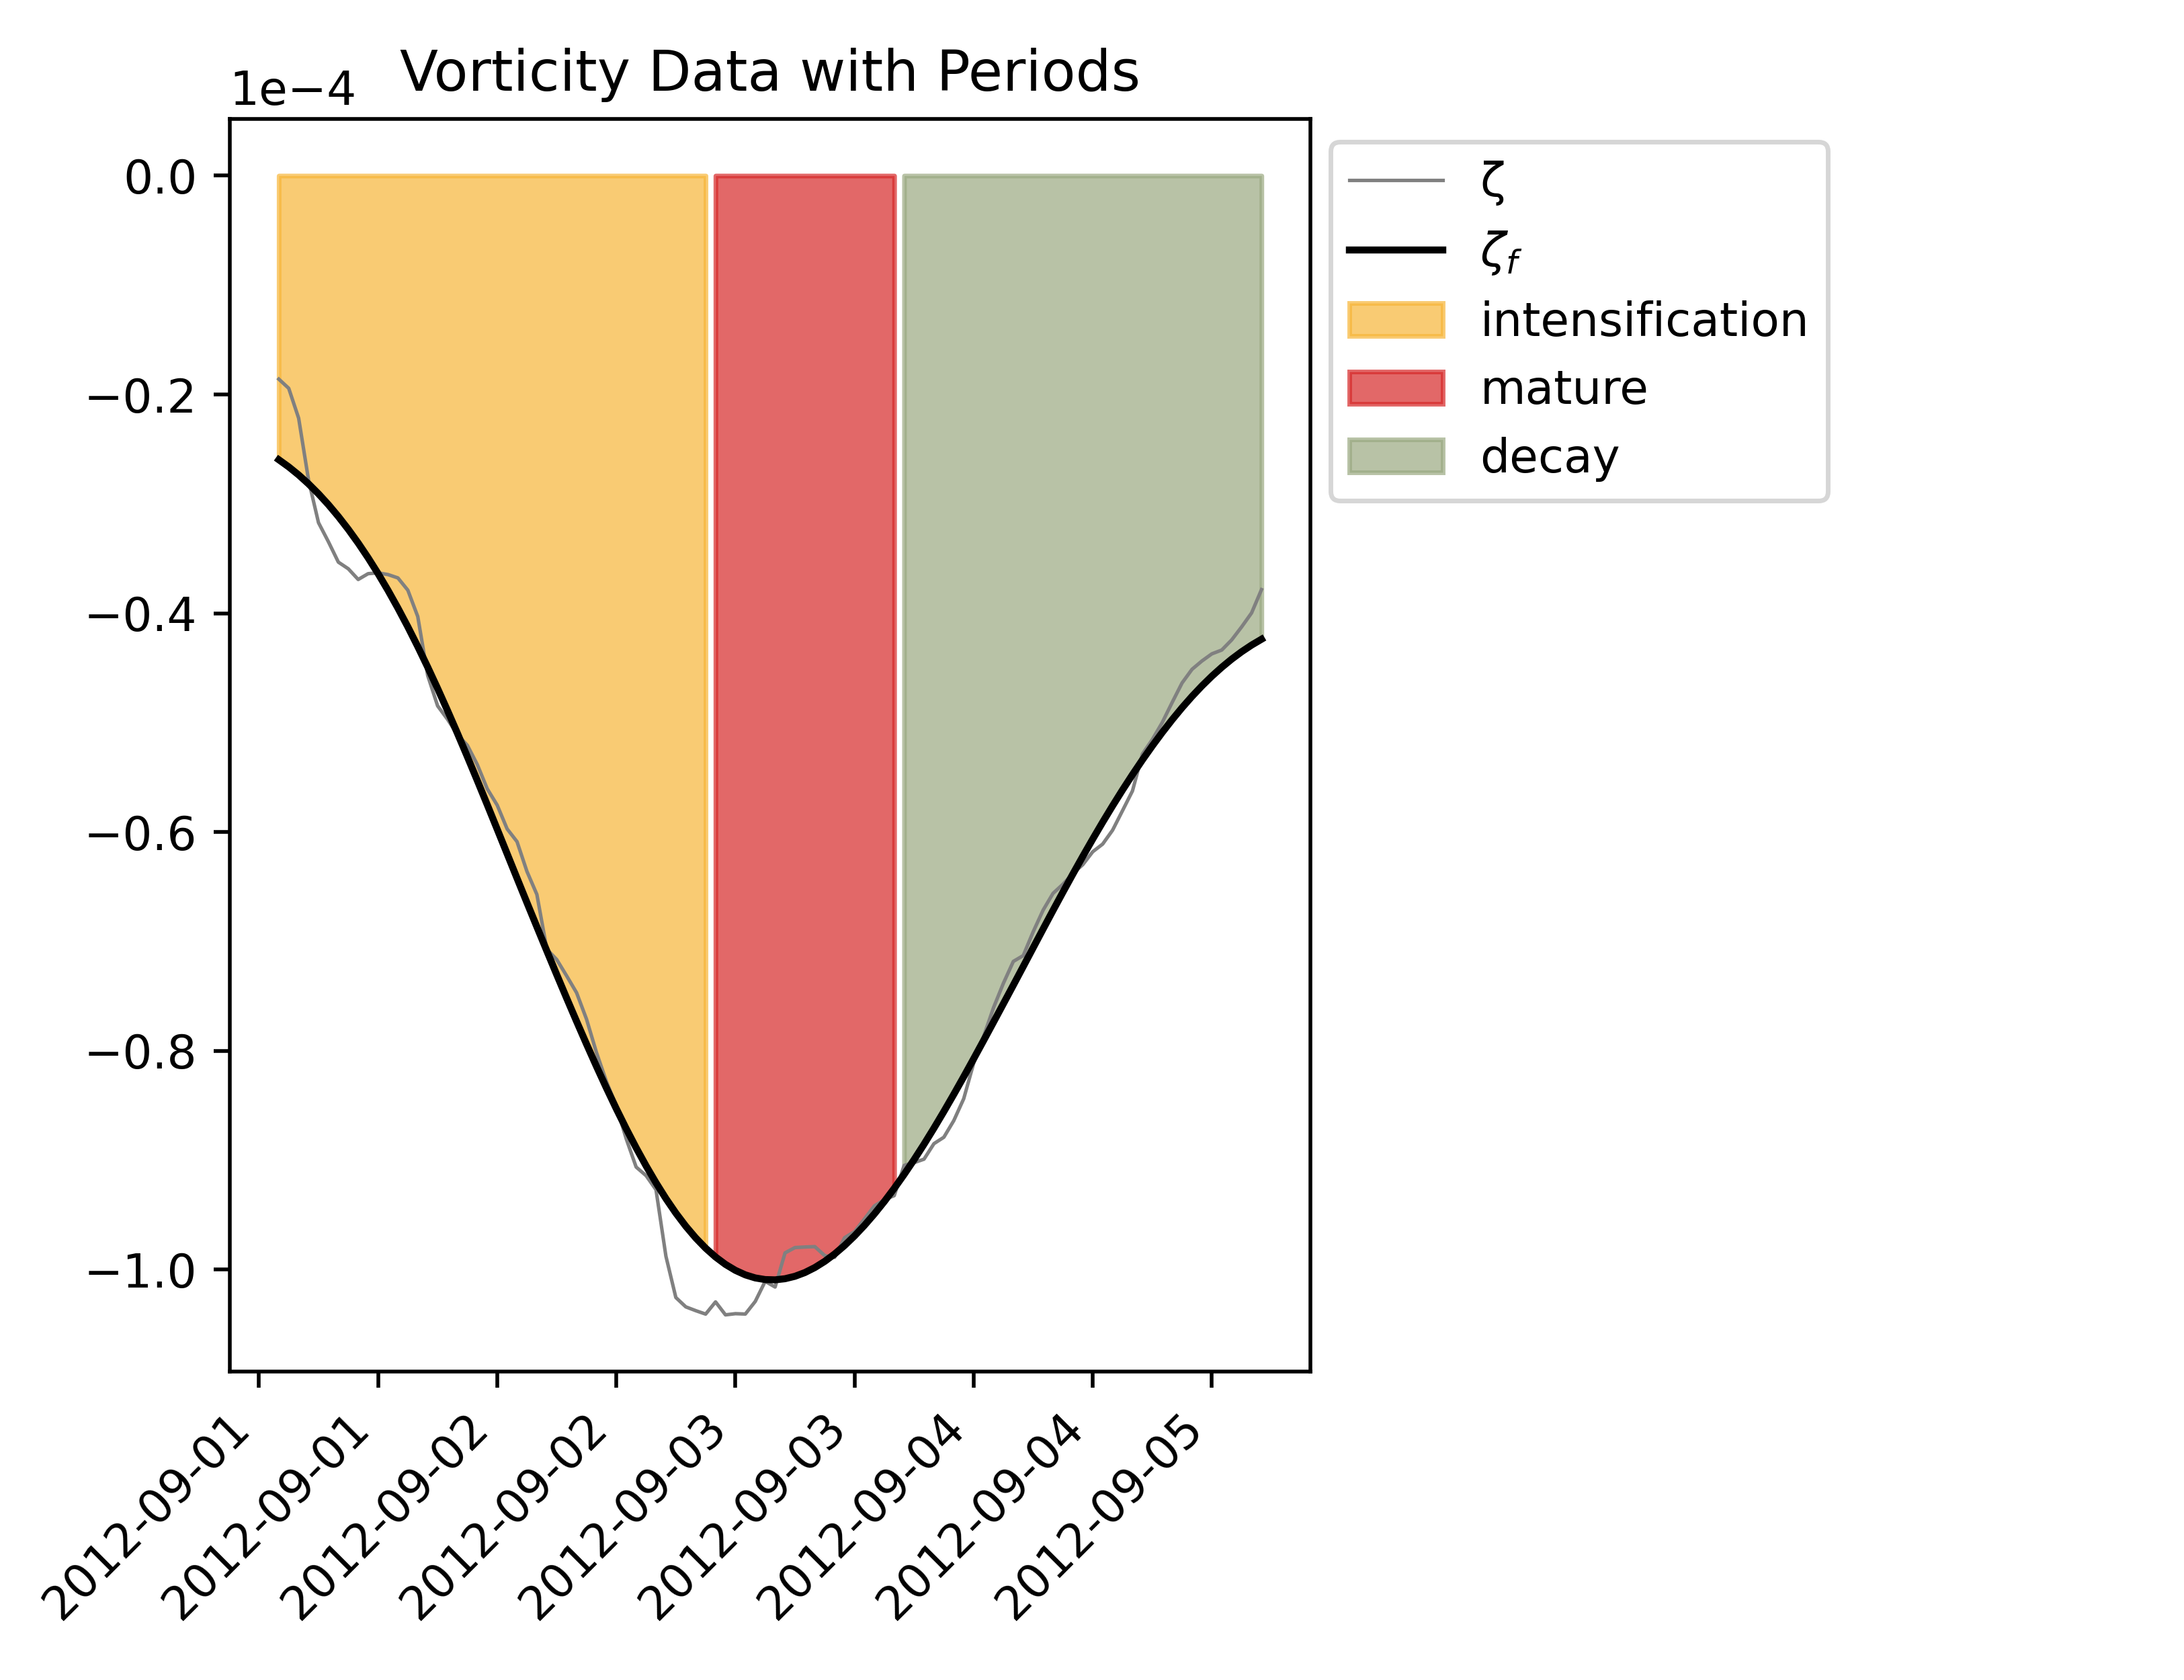 Vorticity Data with Periods
1e−4
0.0
−0.2
−0.4
−0.6
−0.8
−1.0
2012-09-01
2012-09-01
2012-09-02
2012-09-02
2012-09-03
2012-09-03
2012-09-04
2012-09-04
2012-09-05
ζ
ζf
intensification
mature
decay